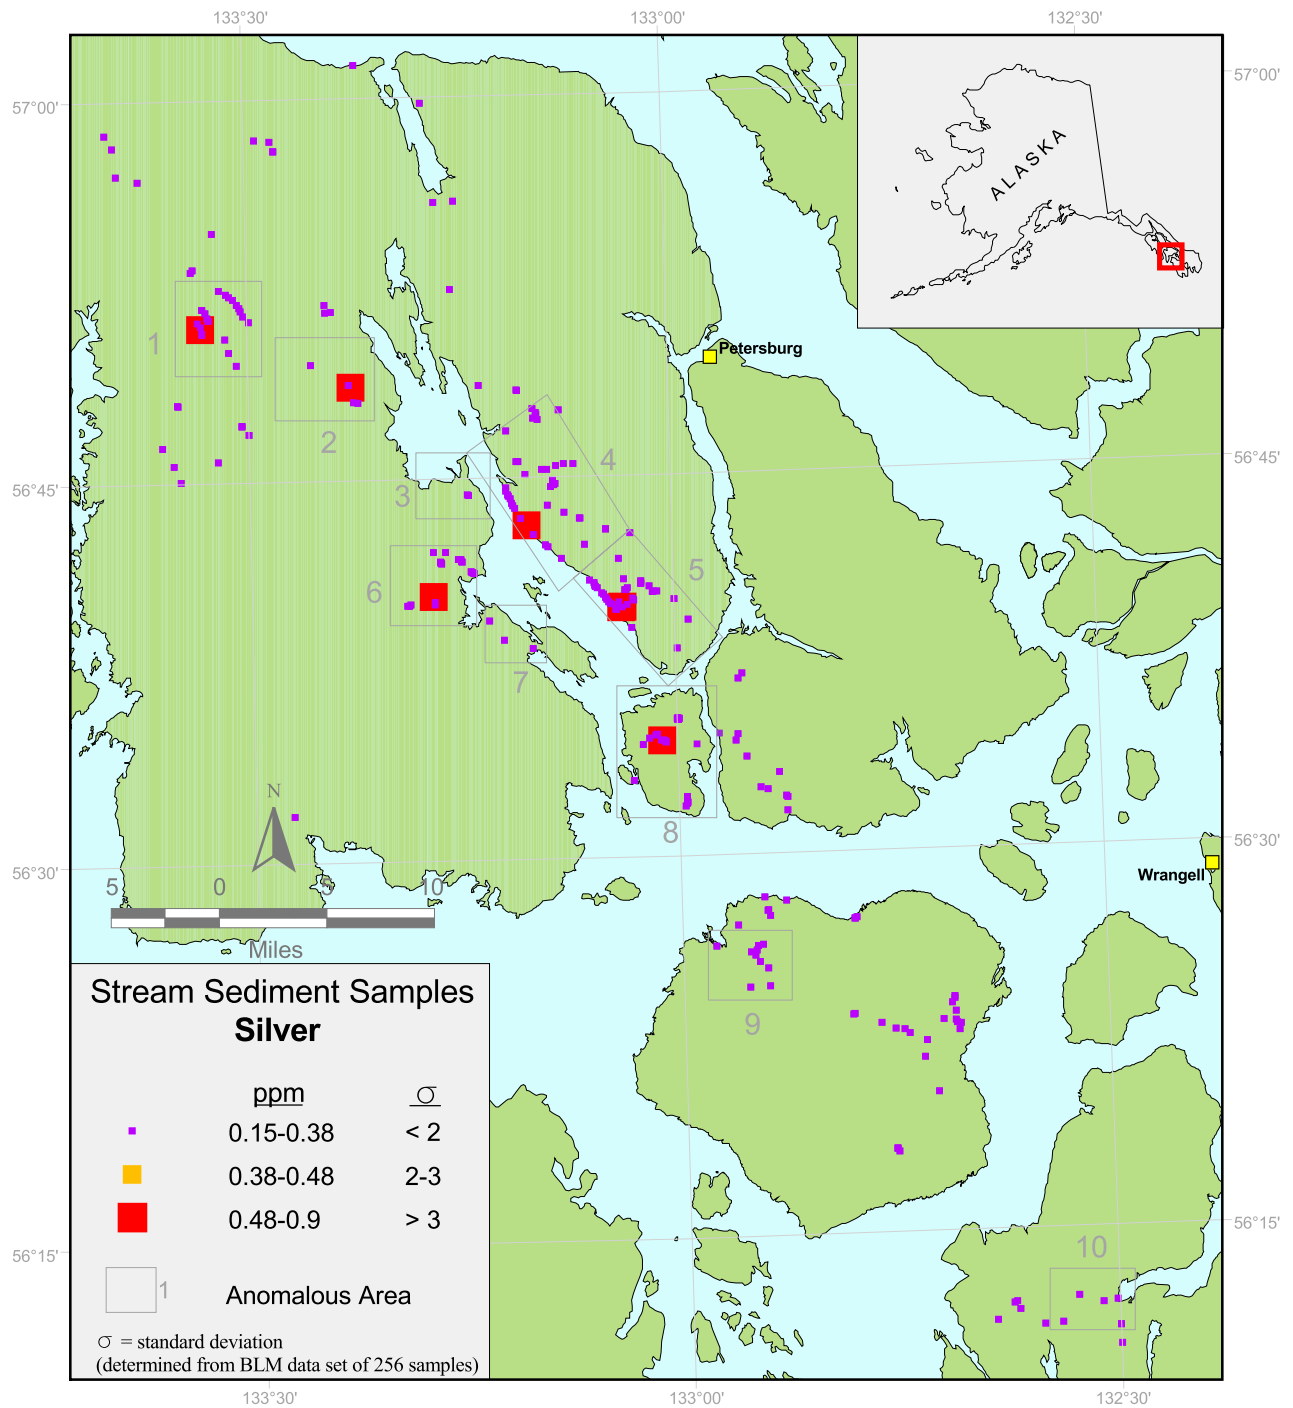 133°30' 133°00' 132°30'
57°00' 57°00'
ALASKA
Petersburg
1
2
4
3
56°45' 56°45'
5
6
7
N
8
56°30' 56°30'
Wrangell
5 0 5 10
Miles
9
Stream Sediment Samples
Silver
ppm σ
0.15-0.38 < 2
0.38-0.48 2-3
0.48-0.9 > 3
1 Anomalous Area
σ = standard deviation
(determined from BLM data set of 256 samples)
56°15' 56°15'
10
133°30' 133°00' 132°30'